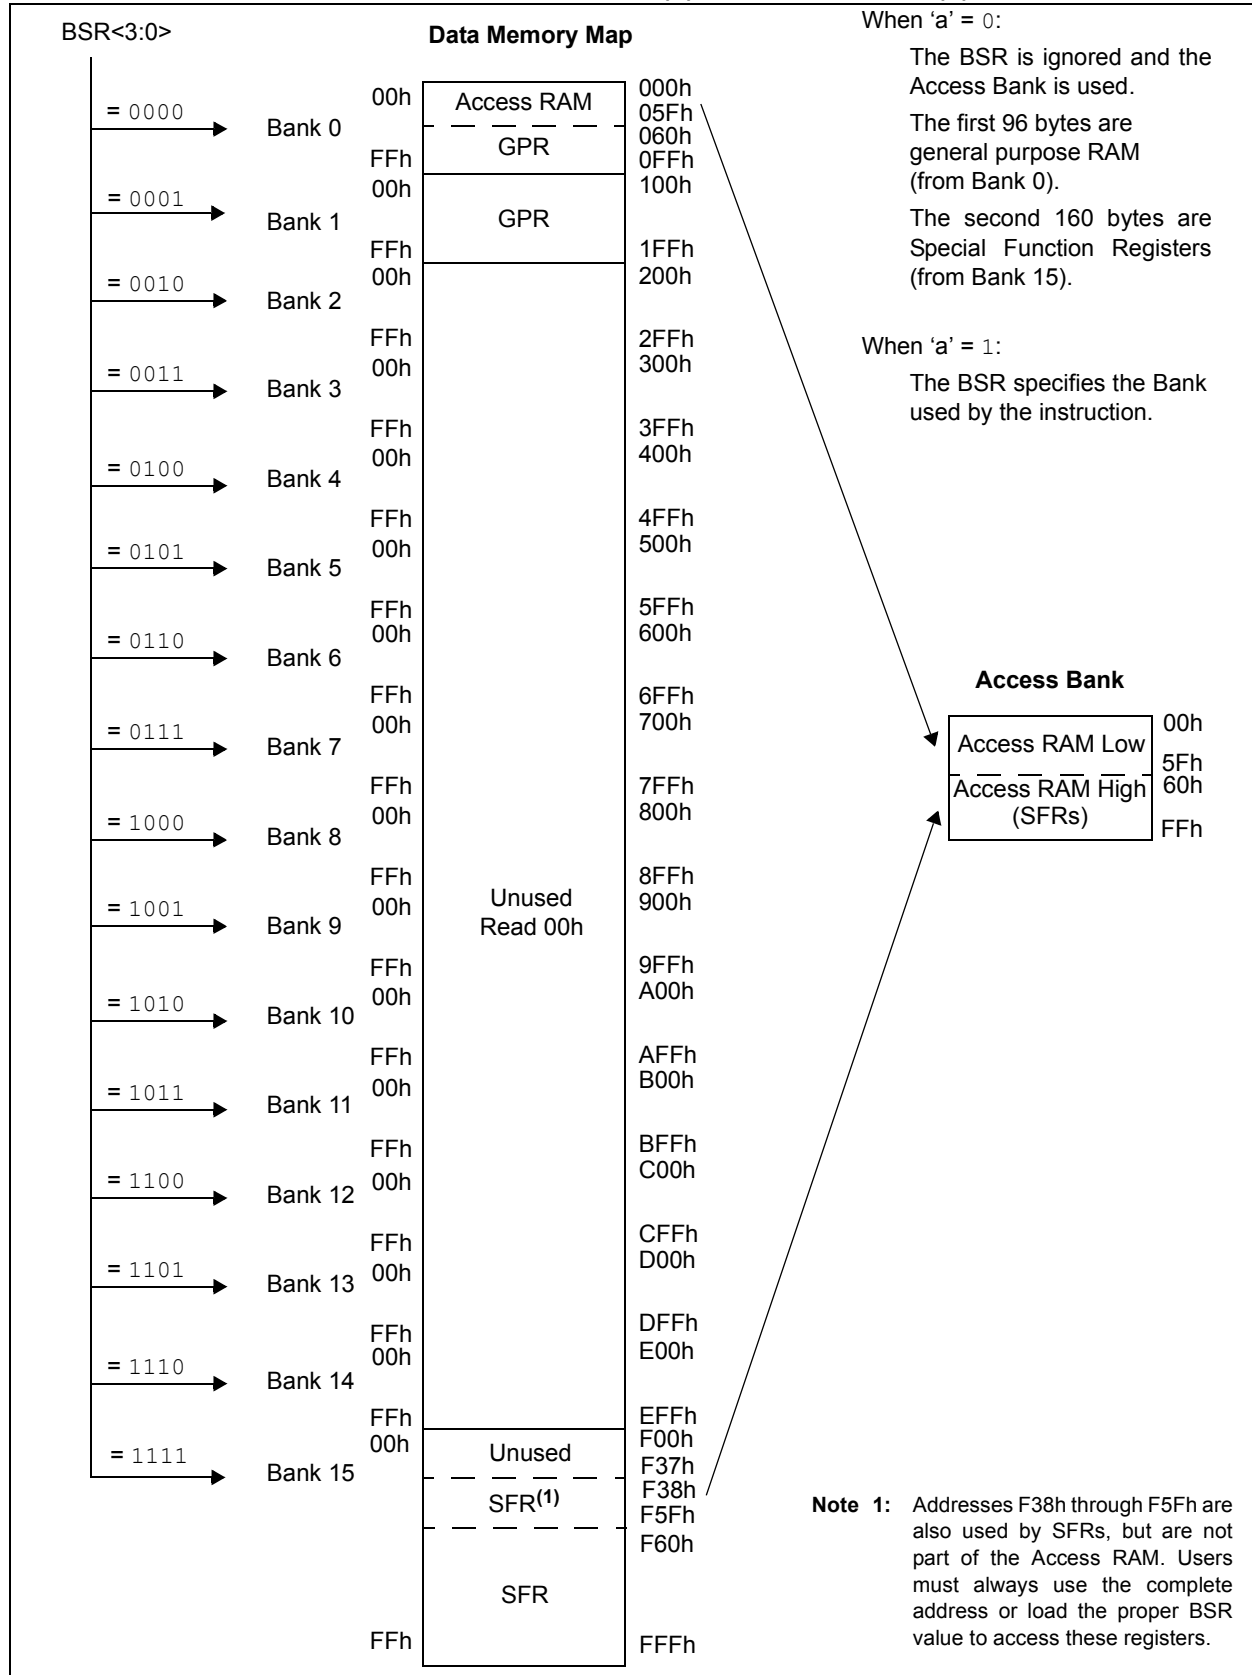 BSR<3:0>
Data Memory Map
When ‘a’ = 0:
The BSR is ignored and the
Access Bank is used.
The first 96 bytes are
general purpose RAM
(from Bank 0).
The second 160 bytes are
Special Function Registers
(from Bank 15).
When ‘a’ = 1:
The BSR specifies the Bank
used by the instruction.
= 0000
Bank 0
00h
FFh
Access RAM
GPR
000h
05Fh
060h
0FFh
= 0001
Bank 1
00h
FFh
GPR
100h
1FFh
= 0010
Bank 2
00h
FFh
200h
2FFh
= 0011
Bank 3
00h
FFh
300h
3FFh
= 0100
Bank 4
00h
FFh
400h
4FFh
= 0101
Bank 5
00h
FFh
500h
5FFh
= 0110
Bank 6
00h
FFh
600h
6FFh
= 0111
Bank 7
00h
FFh
700h
7FFh
= 1000
Bank 8
00h
FFh
800h
8FFh
= 1001
Bank 9
00h
FFh
Unused
Read 00h
900h
9FFh
= 1010
Bank 10
00h
FFh
A00h
AFFh
= 1011
Bank 11
00h
FFh
B00h
BFFh
= 1100
Bank 12
00h
FFh
C00h
CFFh
= 1101
Bank 13
00h
FFh
D00h
DFFh
= 1110
Bank 14
00h
FFh
E00h
EFFh
= 1111
Bank 15
00h
FFh
Unused
SFR(1)
SFR
F00h
F37h
F38h
F5Fh
F60h
FFFh
Access Bank
Access RAM Low
Access RAM High
(SFRs)
00h
5Fh
60h
FFh
Note 1: Addresses F38h through F5Fh are
also used by SFRs, but are not
part of the Access RAM. Users
must always use the complete
address or load the proper BSR
value to access these registers.